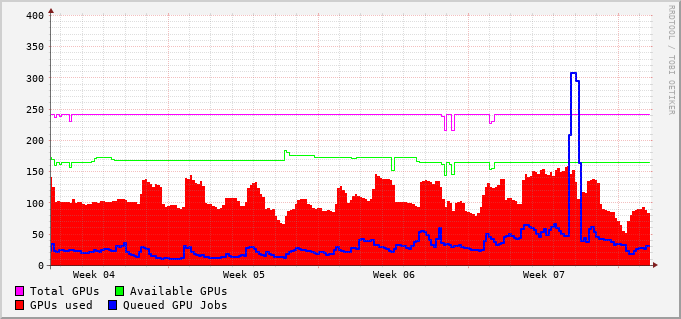 400
350
300
250
200
150
100
50
0
Week 04 Week 05 Week 06 Week 07
Total GPUs Available GPUs
GPUs used Queued GPU Jobs
RRDTOOL / TOBI OETIKER